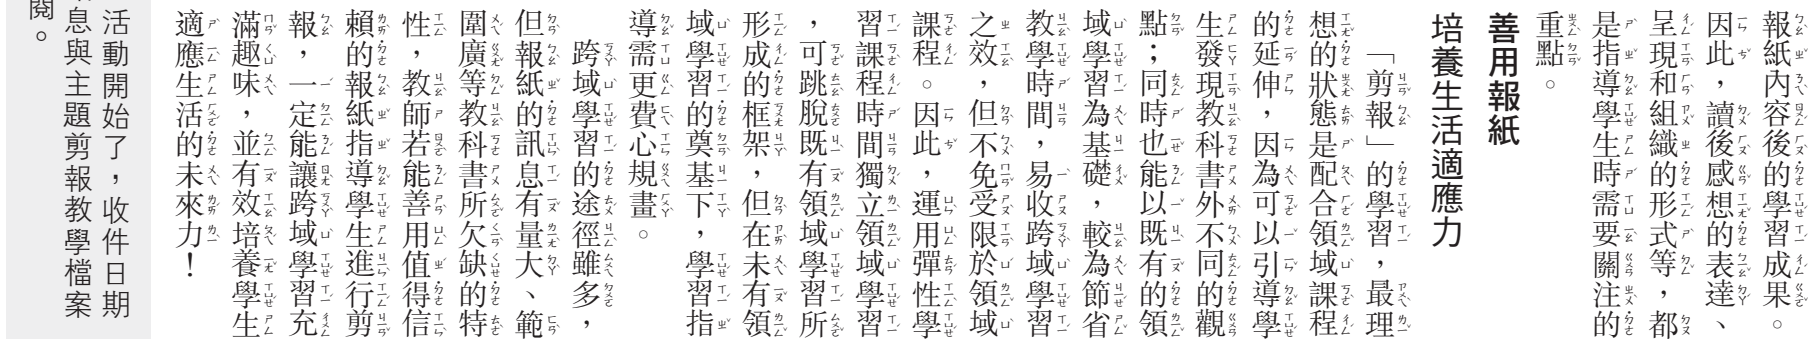 報紙內容後的學習成果。
因此，讀後感想的表達、
呈現和組織的形式等，都
是指導學生時需要關注的
重點。
善用報紙
培養生活適應力
「剪報」的學習，最理
想的狀態是配合領域課程
的延伸，因為可以引導學
生發現教科書外不同的觀
點；同時也能以既有的領
域學習為基礎，較為節省
教學時間，易收跨域學習
之效，但不免受限於領域
課程。因此，運用彈性學
習課程時間獨立領域學習
，可跳脫既有領域學習所
形成的框架，但在未有領
域學習的奠基下，學習指
導需更費心規畫。
跨域學習的途徑雖多，
但報紙的訊息有量大、範
圍廣等教科書所欠缺的特
性，教師若能善用值得信
賴的報紙指導學生進行剪
報，一定能讓跨域學習充
滿趣味，並有效培養學生
適應生活的未來力！
活動開始了，收件日期
息與主題剪報教學檔案
閱。